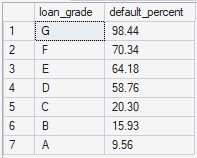 loan_grade default_percent
1 G 98.44
2 F 70.34
3 E 64.18
4 D 58.76
5 C 20.30
6 B 15.93
7 A 9.56